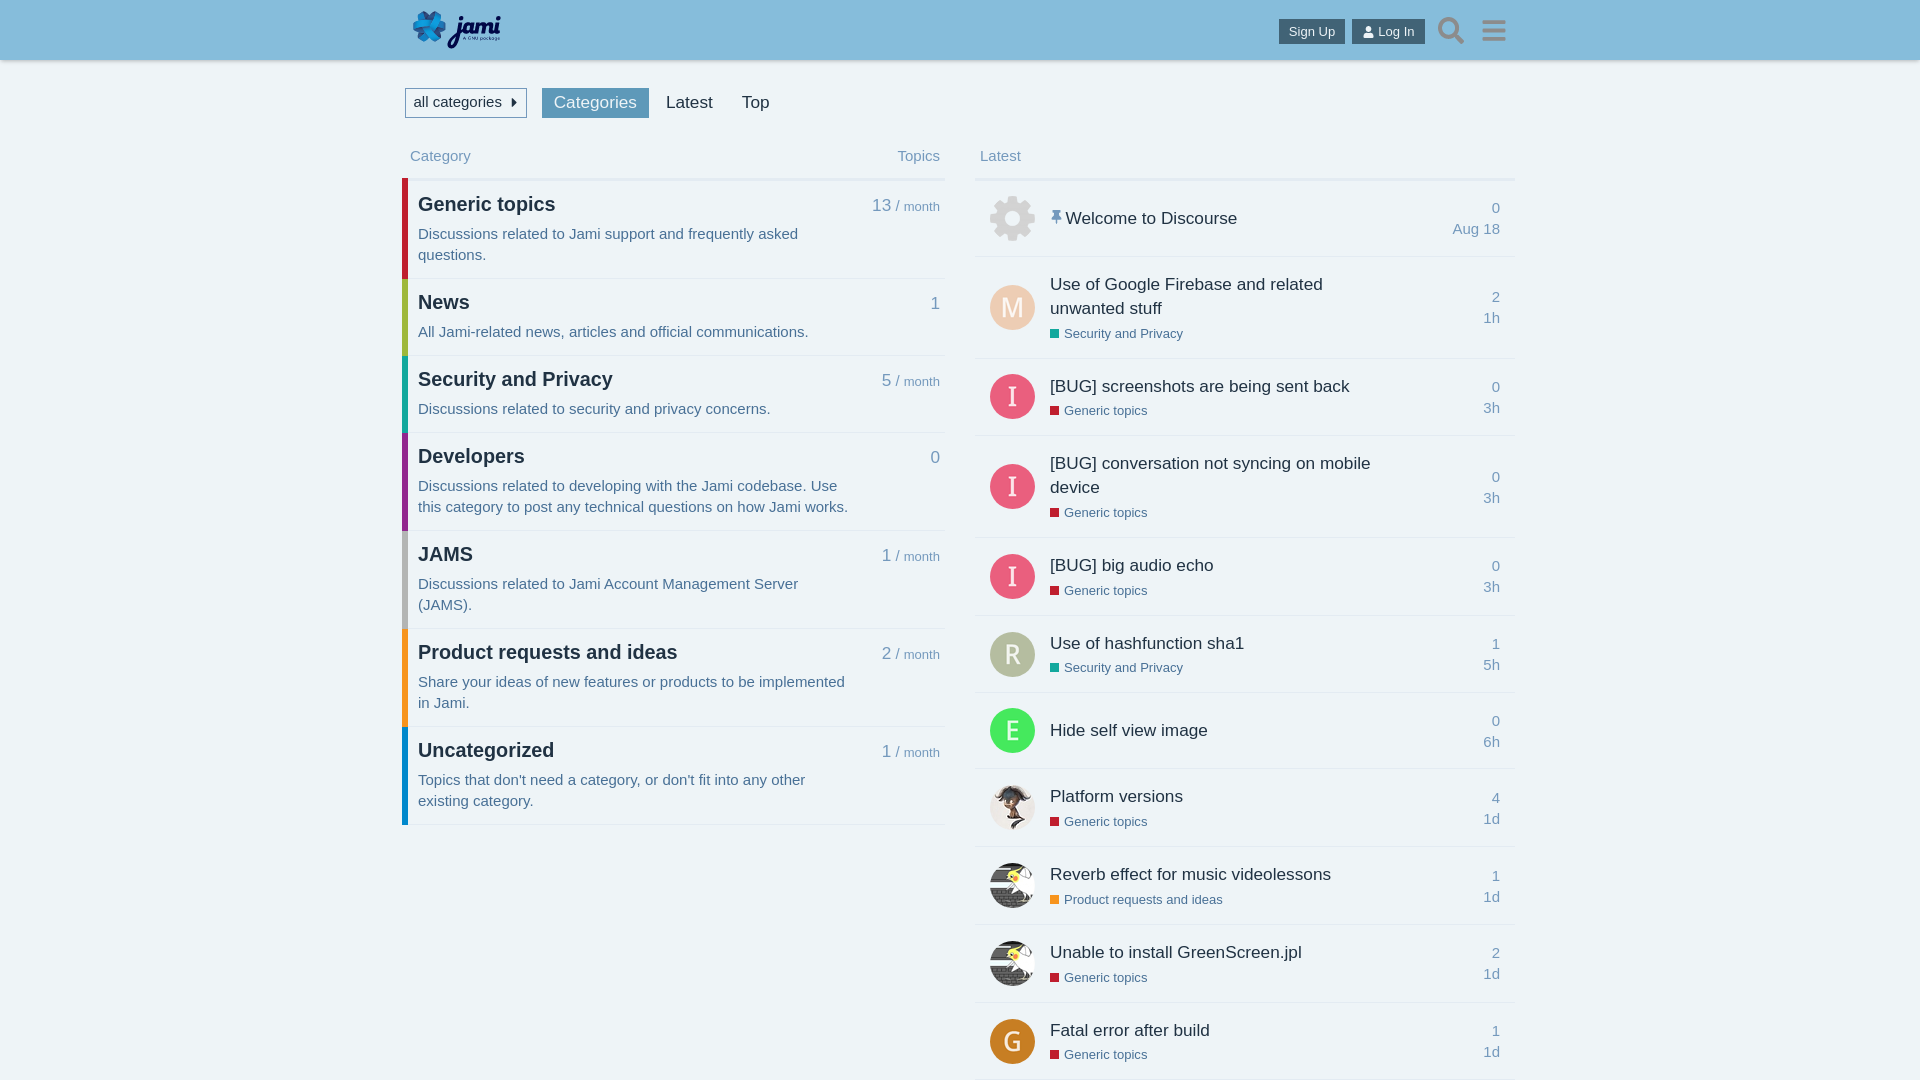 jami
A GNU package
Sign Up
Log In
all categories
Categories
Latest
Top
Category
Topics
Generic topics
13 / month
Discussions related to Jami support and frequently asked
questions.
News
1
All Jami-related news, articles and official communications.
Security and Privacy
5 / month
Discussions related to security and privacy concerns.
Developers
0
Discussions related to developing with the Jami codebase. Use
this category to post any technical questions on how Jami works.
JAMS
1 / month
Discussions related to Jami Account Management Server
(JAMS).
Product requests and ideas
2 / month
Share your ideas of new features or products to be implemented
in Jami.
Uncategorized
1 / month
Topics that don't need a category, or don't fit into any other
existing category.
Latest
Welcome to Discourse
0
Aug 18
M
Use of Google Firebase and related
unwanted stuff
Security and Privacy
2
1h
I
[BUG] screenshots are being sent back
Generic topics
0
3h
I
[BUG] conversation not syncing on mobile
device
Generic topics
0
3h
I
[BUG] big audio echo
Generic topics
0
3h
R
Use of hashfunction sha1
Security and Privacy
1
5h
E
Hide self view image
0
6h
Platform versions
Generic topics
4
1d
Reverb effect for music videolessons
Product requests and ideas
1
1d
Unable to install GreenScreen.jpl
Generic topics
2
1d
G
Fatal error after build
Generic topics
1
1d